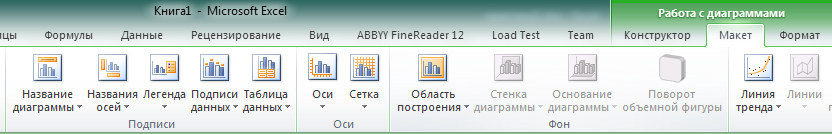 Книга1 - Microsoft Excel
Работа с диаграммами
Формулы Данные Рецензирование Вид ABBYY FineReader 12 Load Test Team Конструктор Макет Формат
Название диаграммы
Названия осей
Легенда
Подписи данных
Таблица данных
Оси
Сетка
Область построения
Стенка диаграммы
Основание диаграммы
Поворот объемной фигуры
Линия тренда
Линии
Подписи Оси Фон